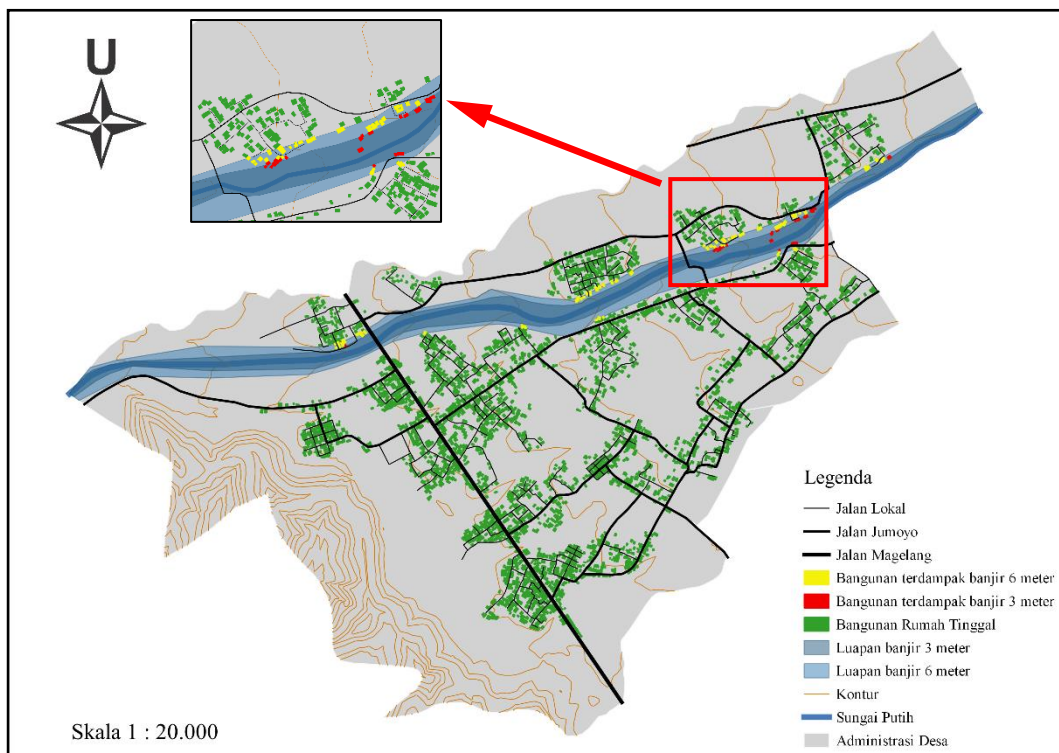 U
Legenda
Jalan Lokal
Jalan Jumoyo
Jalan Magelang
Bangunan terdampak banjir 6 meter
Bangunan terdampak banjir 3 meter
Bangunan Rumah Tinggal
Luapan banjir 3 meter
Luapan banjir 6 meter
Kontur
Sungai Putih
Administrasi Desa
Skala 1 : 20.000